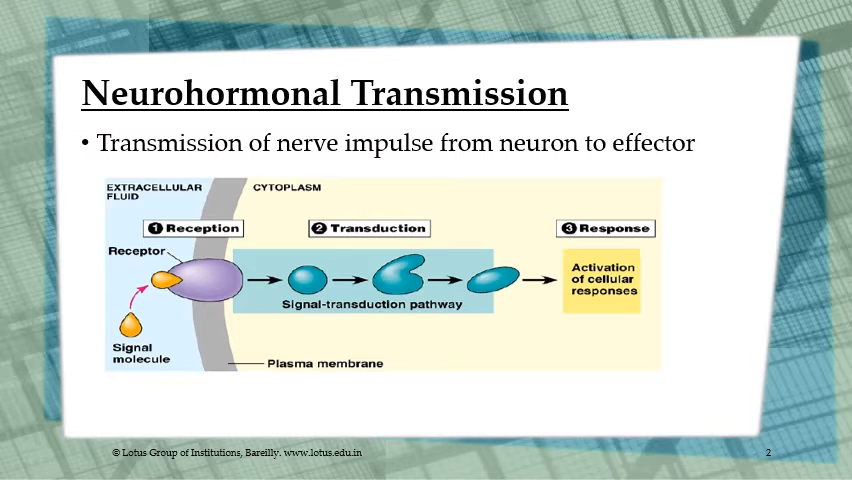 Neurohormonal Transmission
• Transmission of nerve impulse from neuron to effector
EXTRACELLULAR
FLUID
CYTOPLASM
1 Reception
2 Transduction
3 Response
Receptor
Activation
of cellular
responses
Signal-transduction pathway
Signal
molecule
Plasma membrane
© Lotus Group of Institutions, Bareilly. www.lotus.edu.in
2